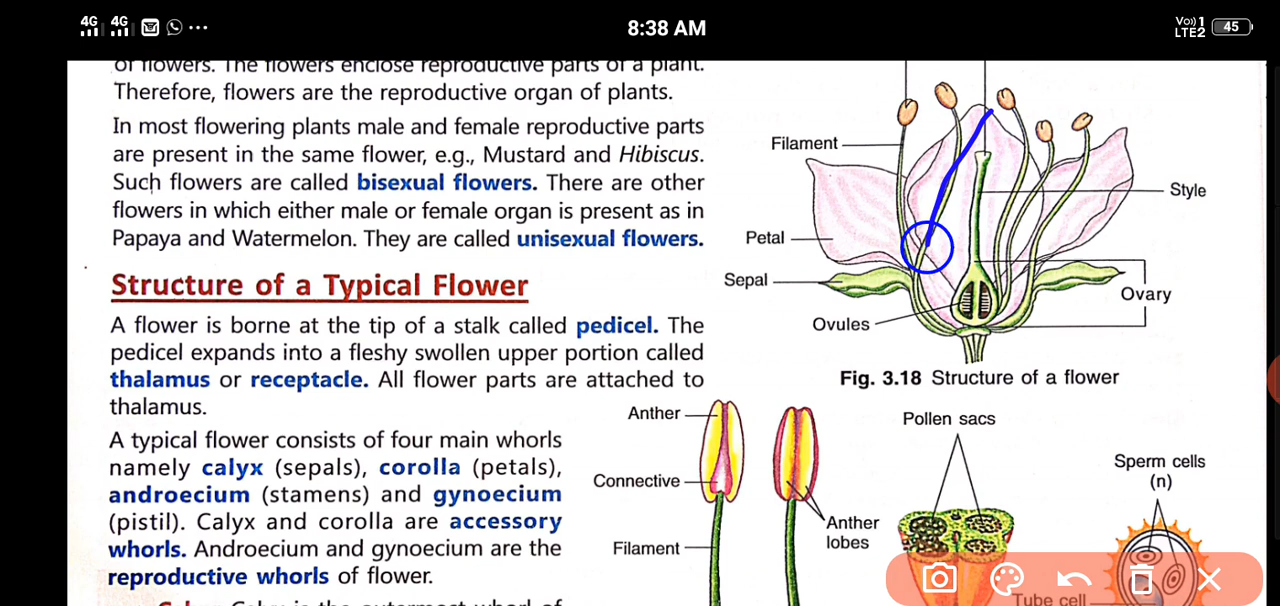 4G 4G
8:38 AM
Vo)) 1
LTE2
45
of flowers. The flowers enclose reproductive parts of a plant.
Therefore, flowers are the reproductive organ of plants.
In most flowering plants male and female reproductive parts
are present in the same flower, e.g., Mustard and Hibiscus.
Such flowers are called bisexual flowers. There are other
flowers in which either male or female organ is present as in
Papaya and Watermelon. They are called unisexual flowers.
Structure of a Typical Flower
A flower is borne at the tip of a stalk called pedicel. The
pedicel expands into a fleshy swollen upper portion called
thalamus or receptacle. All flower parts are attached to
thalamus.
A typical flower consists of four main whorls
namely calyx (sepals), corolla (petals),
androecium (stamens) and gynoecium
(pistil). Calyx and corolla are accessory
whorls. Androecium and gynoecium are the
reproductive whorls of flower.
Filament
Style
Petal
Sepal
Ovary
Ovules
Fig. 3.18 Structure of a flower
Anther
Connective
Filament
Anther
lobes
Pollen sacs
Sperm cells
(n)
Tube cell